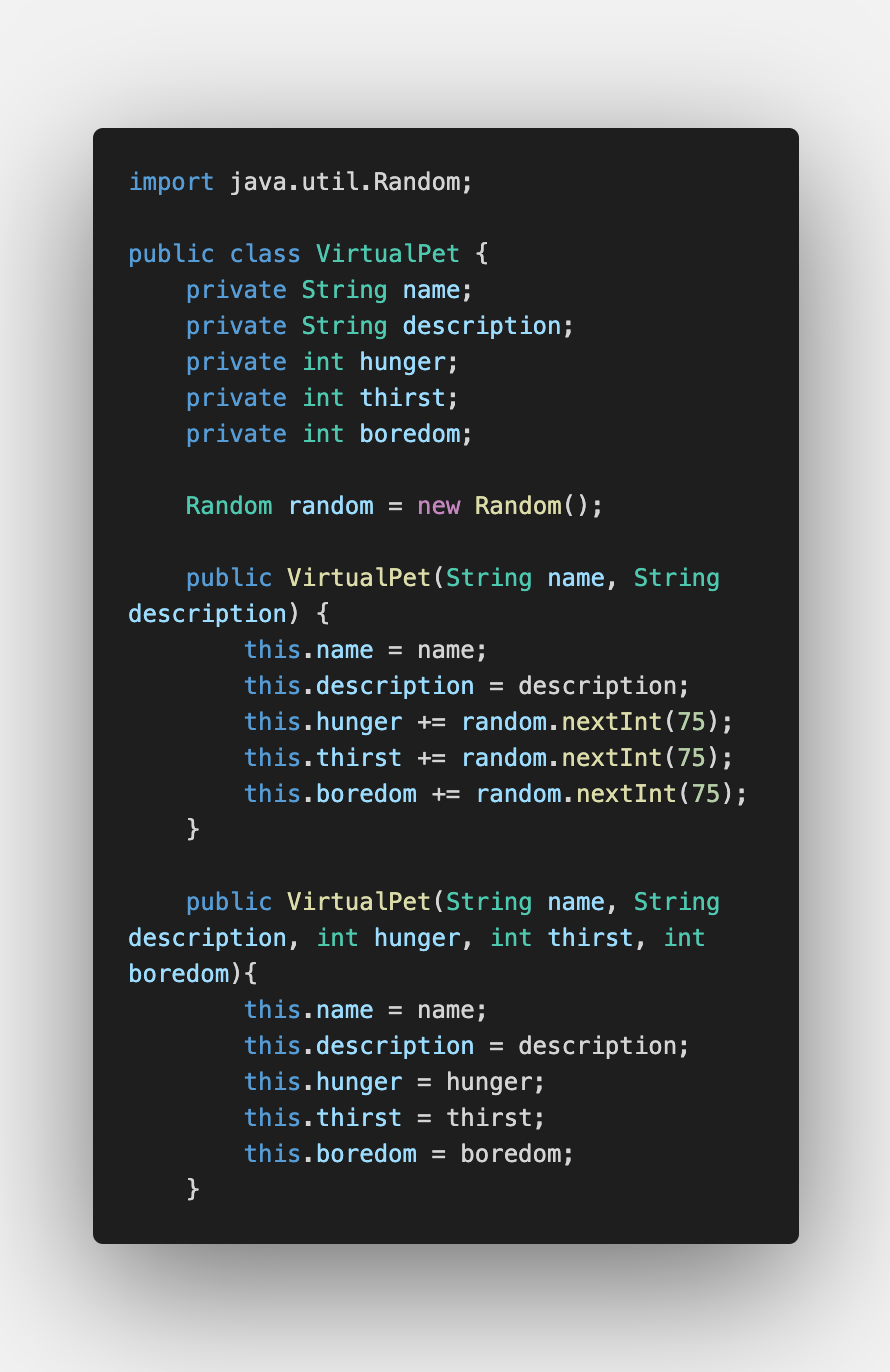 import java.util.Random;

public class VirtualPet {
    private String name;
    private String description;
    private int hunger;
    private int thirst;
    private int boredom;

    Random random = new Random();

    public VirtualPet(String name, String
description) {
        this.name = name;
        this.description = description;
        this.hunger += random.nextInt(75);
        this.thirst += random.nextInt(75);
        this.boredom += random.nextInt(75);
    }

    public VirtualPet(String name, String
description, int hunger, int thirst, int
boredom){
        this.name = name;
        this.description = description;
        this.hunger = hunger;
        this.thirst = thirst;
        this.boredom = boredom;
    }